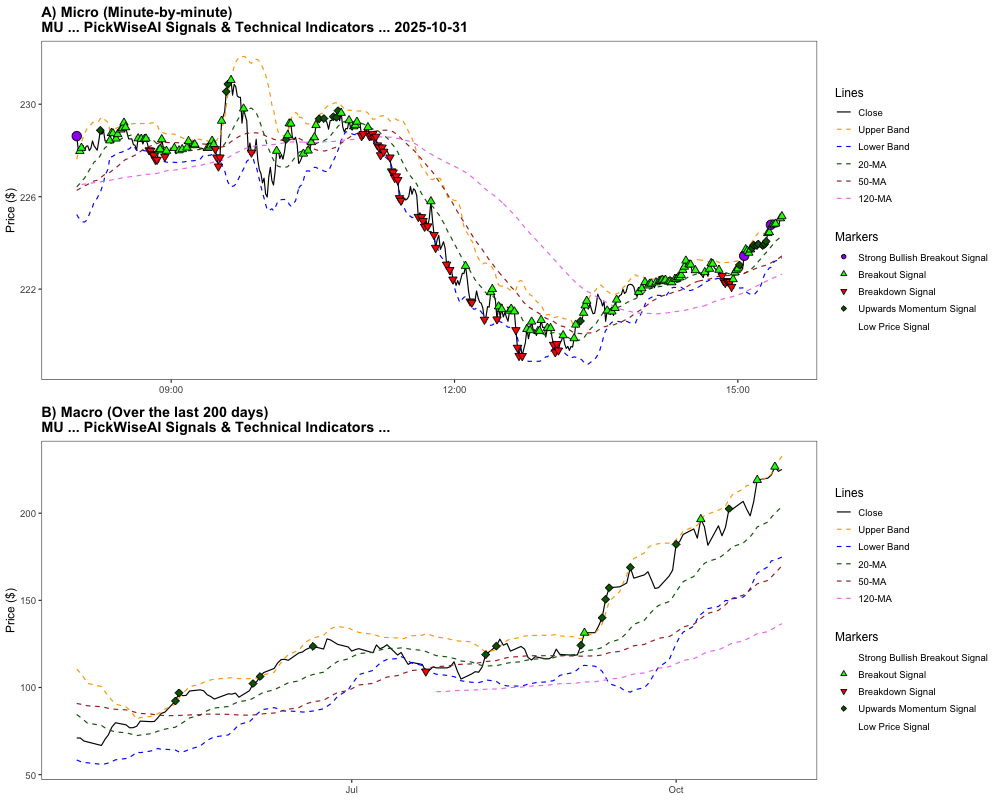 A) Micro (Minute-by-minute)
MU ... PickWiseAI Signals & Technical Indicators ... 2025-10-31
Price ($)
230
226
222
09:00
12:00
15:00
Lines
Close
Upper Band
Lower Band
20-MA
50-MA
120-MA
Markers
Strong Bullish Breakout Signal
Breakout Signal
Breakdown Signal
Upwards Momentum Signal
Low Price Signal
B) Macro (Over the last 200 days)
MU ... PickWiseAI Signals & Technical Indicators ...
Price ($)
200
150
100
50
Jul
Oct
Lines
Close
Upper Band
Lower Band
20-MA
50-MA
120-MA
Markers
Strong Bullish Breakout Signal
Breakout Signal
Breakdown Signal
Upwards Momentum Signal
Low Price Signal